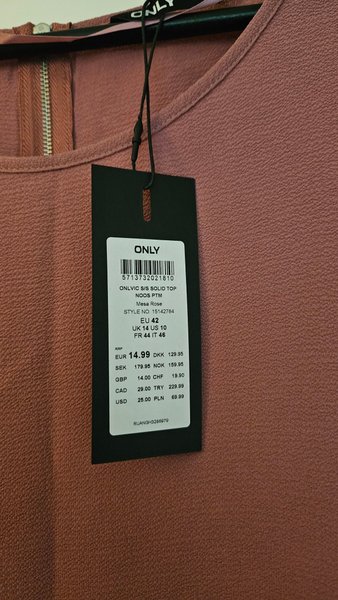 ONLY
ONLY
5713732021810
ONLVIC S/S SOLID TOP
NOOS PTM
Mesa Rose
STYLE NO. 15142784
EU 42
UK 14 US 10
FR 44 IT 46
RRP
EUR 14.99 DKK 129.95
SEK 179.95 NOK 159.95
GBP 14.00 CHF 19.90
CAD 29.00 TRY 229.99
USD 25.00 PLN 69.99